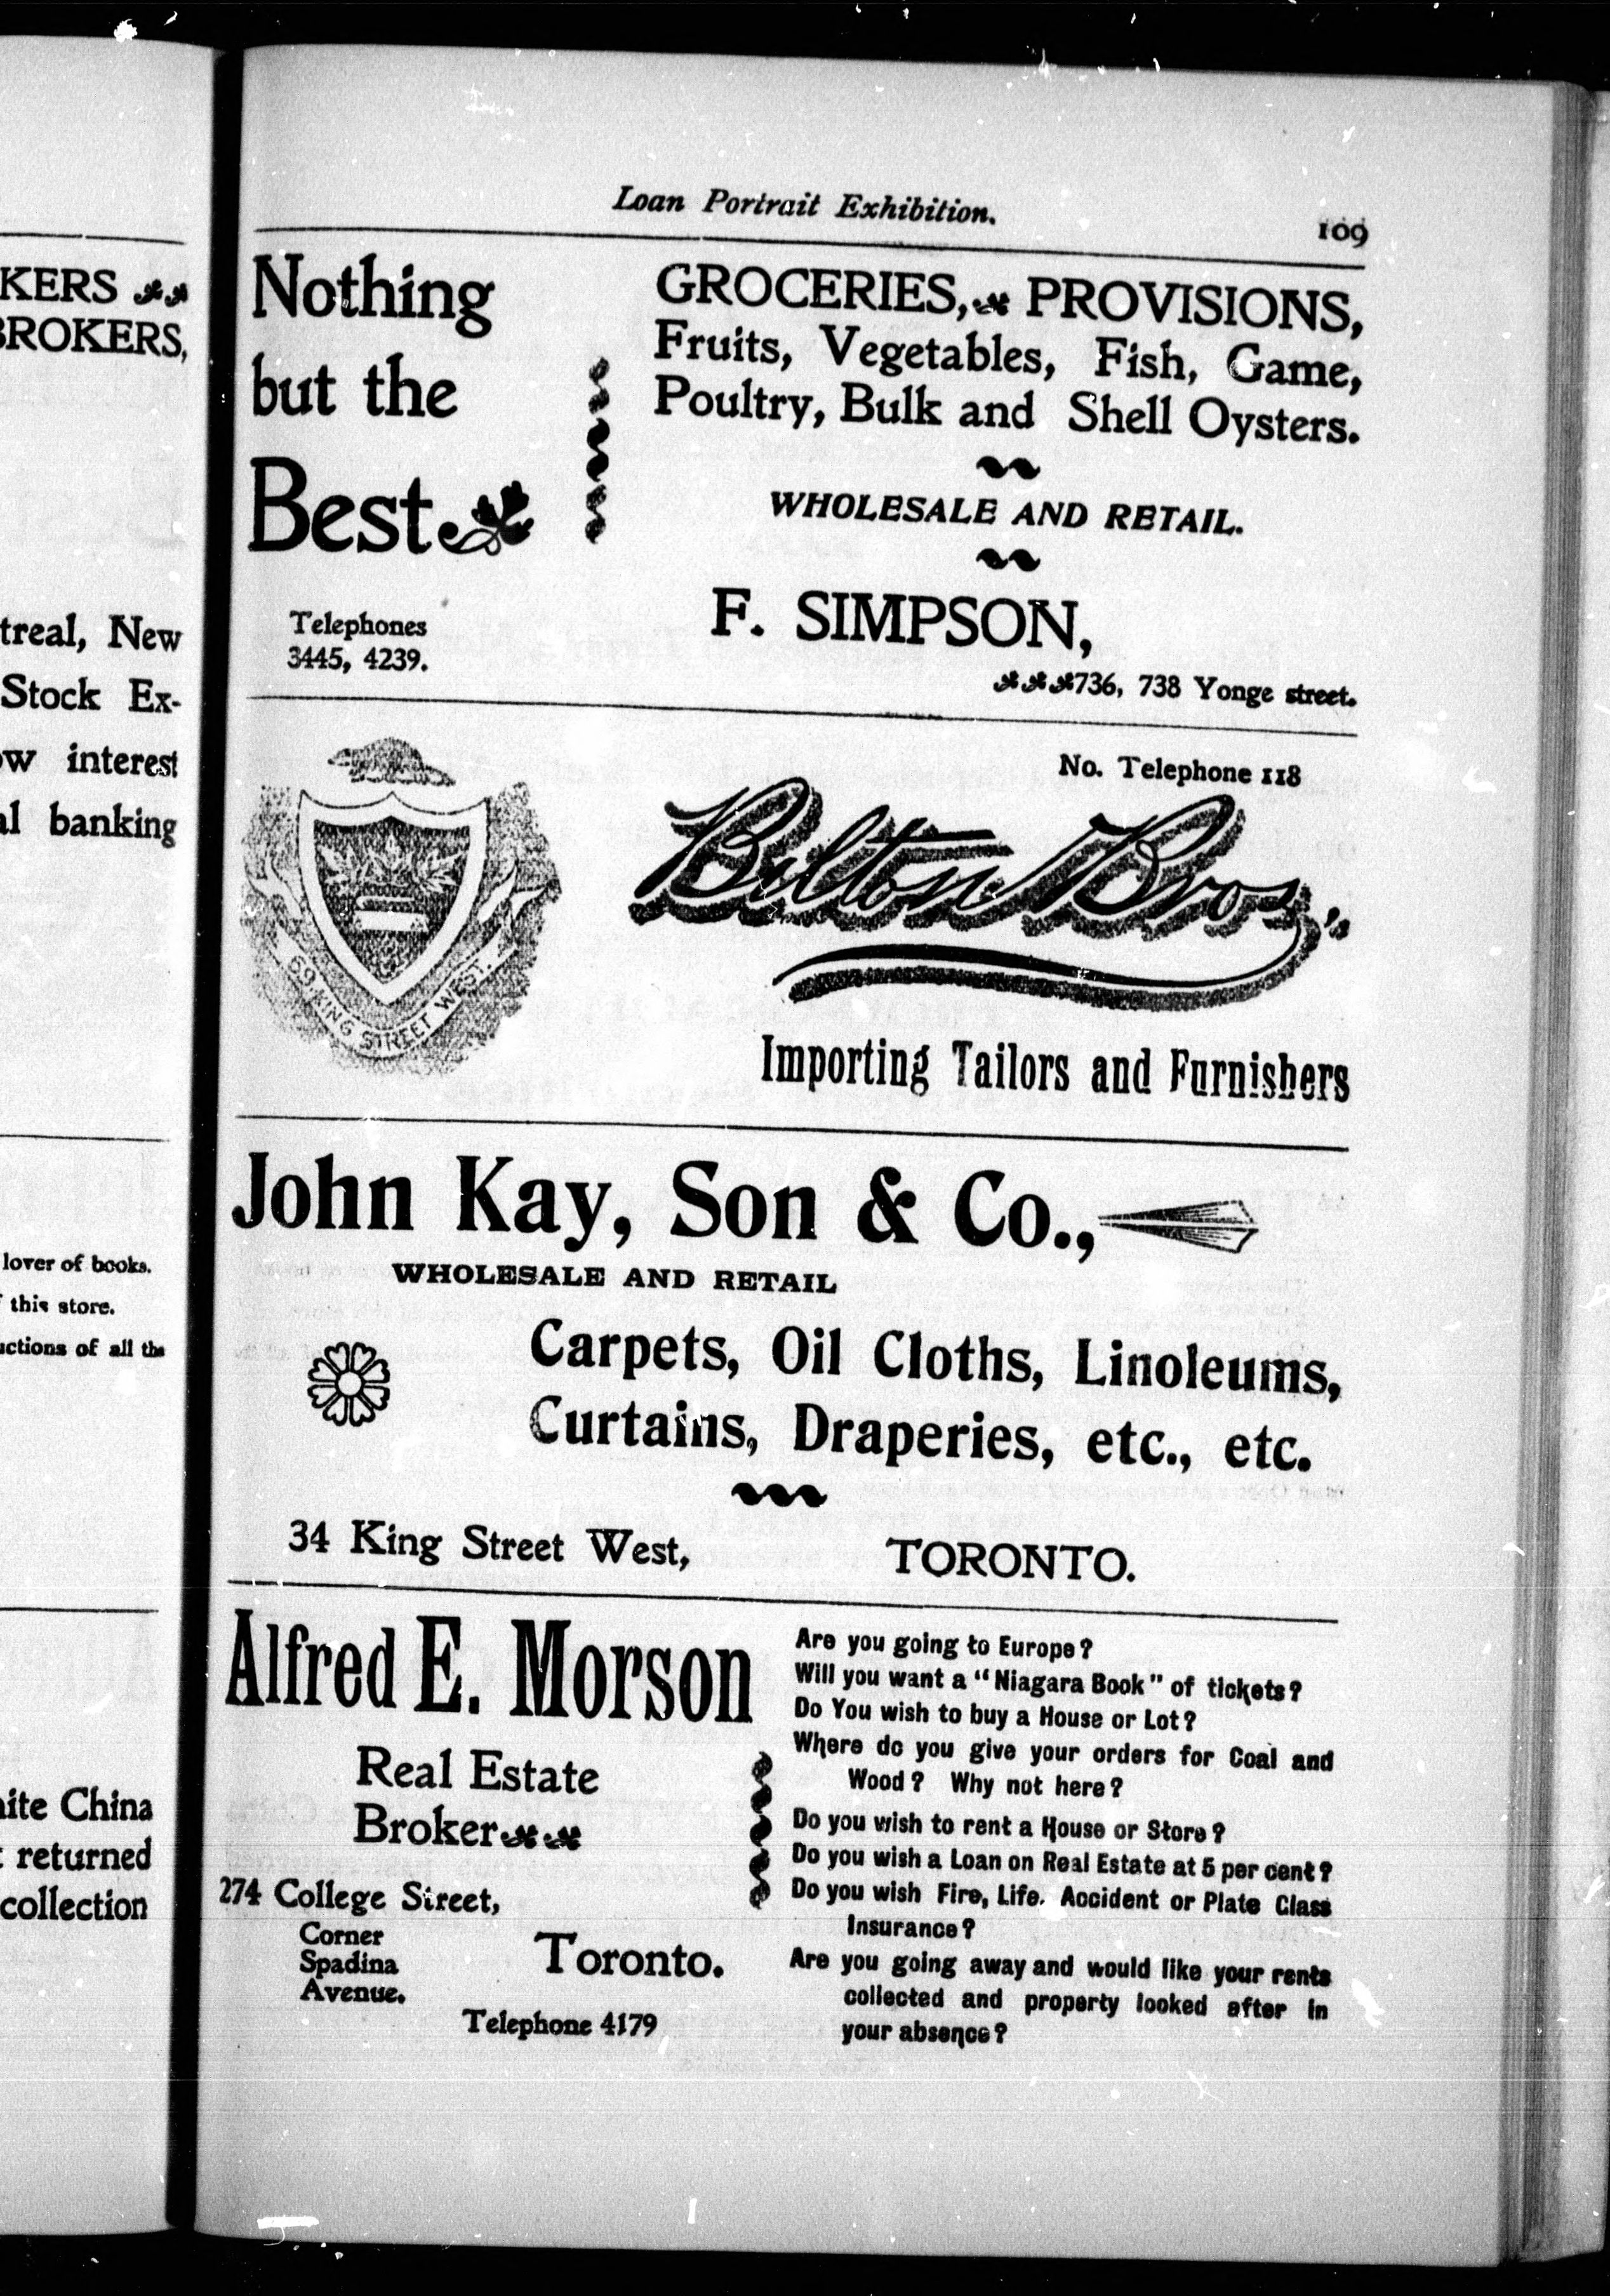 KERS
BROKERS,
treal, New
Stock Ex-
ow interest
al banking
lover of books.
this store.
uctions of all the
ite China
returned
collection
Loan Portrait Exhibition.
109
Nothing
but the
Best
Telephones
3445, 4239.
GROCERIES, PROVISIONS,
Fruits, Vegetables, Fish, Game,
Poultry, Bulk and Shell Oysters.
WHOLESALE AND RETAIL.
F. SIMPSON,
736, 738 Yonge street.
69 KING STREET WEST.
No. Telephone 118
Bilton Bros.,
Importing Tailors and Furnishers
John Kay, Son & Co.,
WHOLESALE AND RETAIL
Carpets, Oil Cloths, Linoleums,
Curtains, Draperies, etc., etc.
34 King Street West, TORONTO.
Alfred E. Morson
Real Estate
Broker
274 College Street,
Corner
Spadina
Avenue.
Toronto.
Telephone 4179
Are you going to Europe?
Will you want a "Niagara Book" of tickets?
Do You wish to buy a House or Lot?
Where do you give your orders for Coal and
Wood? Why not here?
Do you wish to rent a House or Store?
Do you wish a Loan on Real Estate at 5 per cent?
Do you wish Fire, Life. Accident or Plate Glass
Insurance?
Are you going away and would like your rents
collected and property looked after in
your absence?